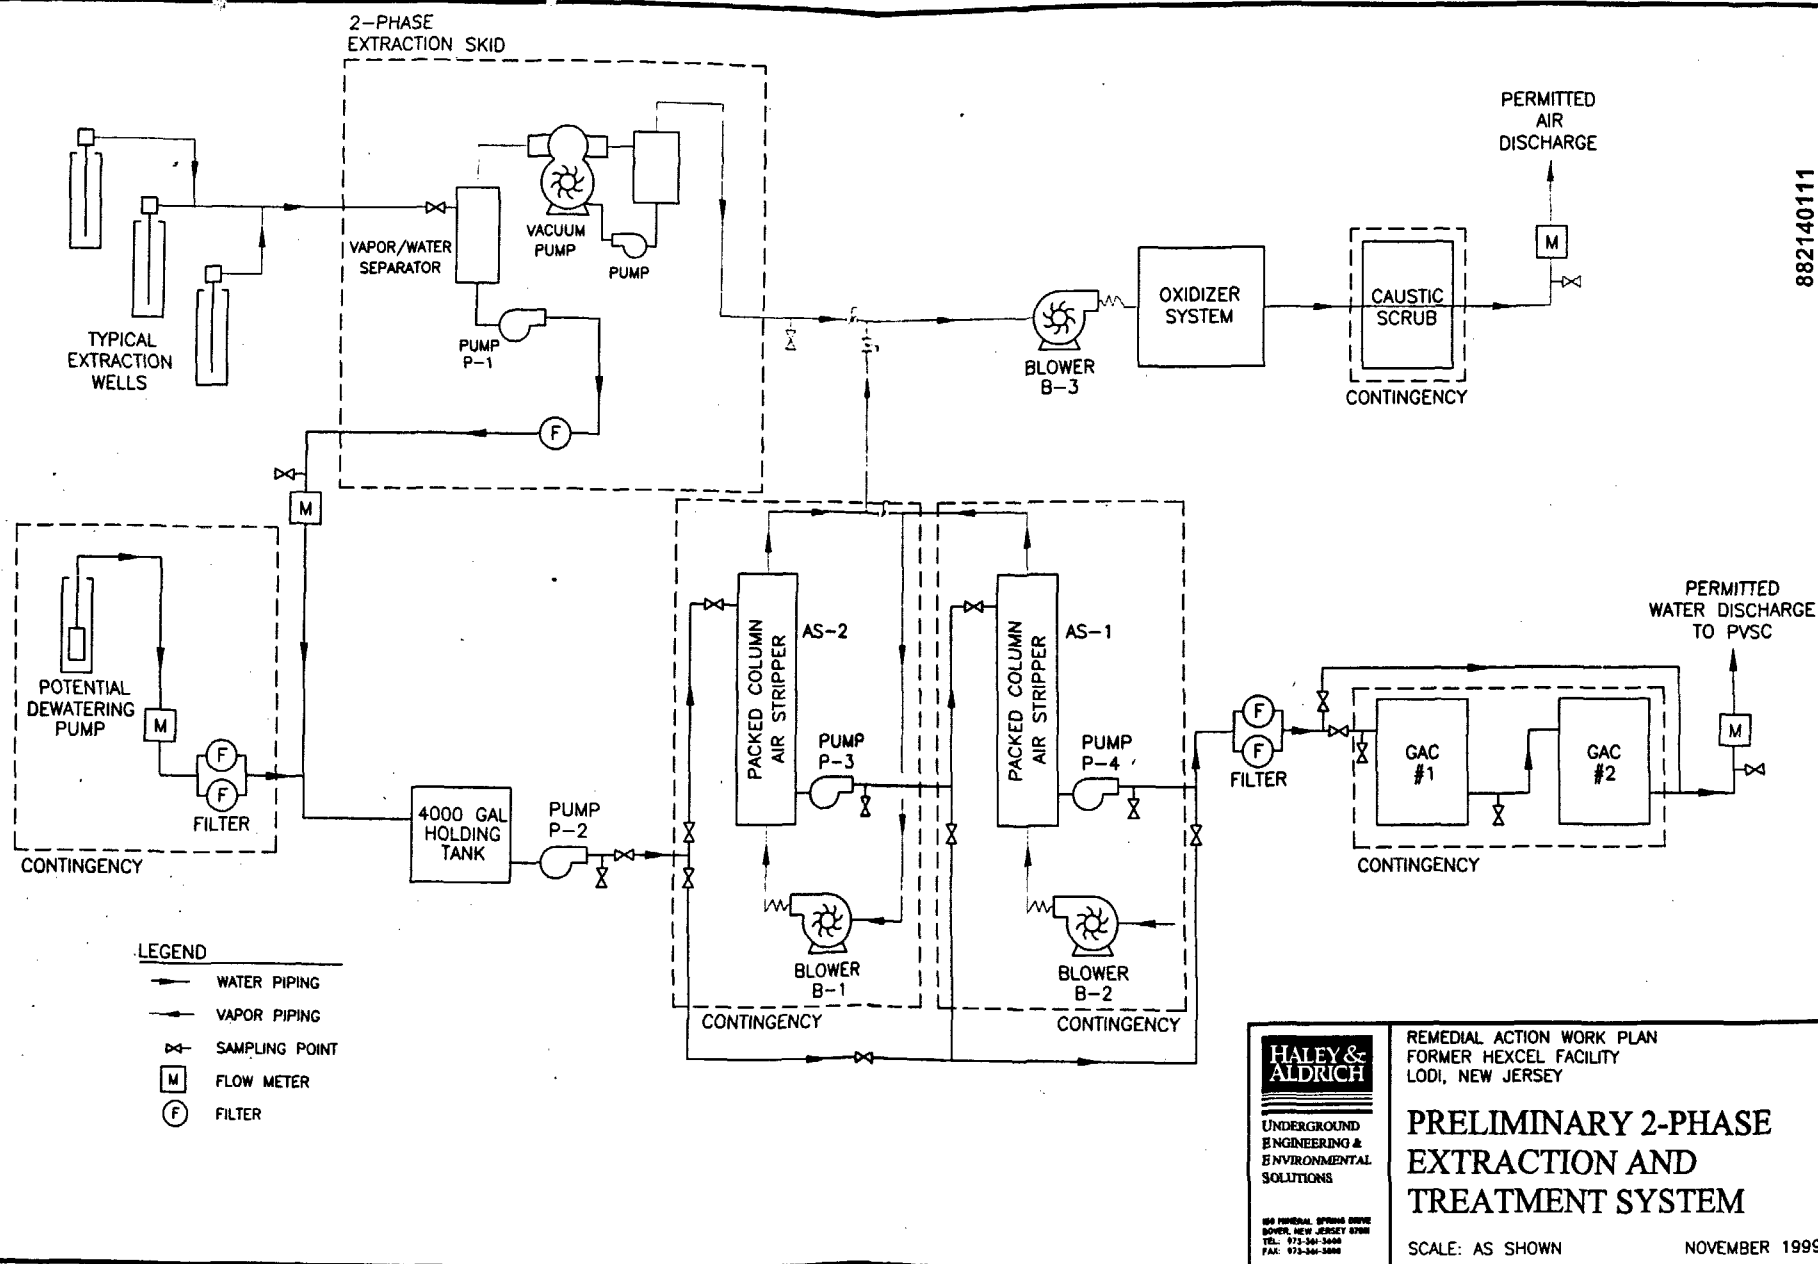 2-PHASE
EXTRACTION SKID
PERMITTED
AIR
DISCHARGE
882140111
M
VAPOR/WATER
SEPARATOR
VACUUM
PUMP
PUMP
OXIDIZER
SYSTEM
CAUSTIC
SCRUB
TYPICAL
EXTRACTION
WELLS
PUMP
P-1
BLOWER
B-3
CONTINGENCY
F
M
POTENTIAL
DEWATERING
PUMP
M
F
F
FILTER
CONTINGENCY
4000 GAL
HOLDING
TANK
PUMP
P-2
PACKED COLUMN
AIR STRIPPER
AS-2
PUMP
P-3
BLOWER
B-1
CONTINGENCY
PACKED COLUMN
AIR STRIPPER
AS-1
PUMP
P-4
BLOWER
B-2
CONTINGENCY
F
F
FILTER
GAC
#1
GAC
#2
CONTINGENCY
PERMITTED
WATER DISCHARGE
TO PVSC
M
LEGEND
WATER PIPING
VAPOR PIPING
SAMPLING POINT
M FLOW METER
F FILTER
HALEY &
ALDRICH
UNDERGROUND
ENGINEERING &
ENVIRONMENTAL
SOLUTIONS
REMEDIAL ACTION WORK PLAN
FORMER HEXCEL FACILITY
LODI, NEW JERSEY
PRELIMINARY 2-PHASE
EXTRACTION AND
TREATMENT SYSTEM
SCALE: AS SHOWN
NOVEMBER 1999